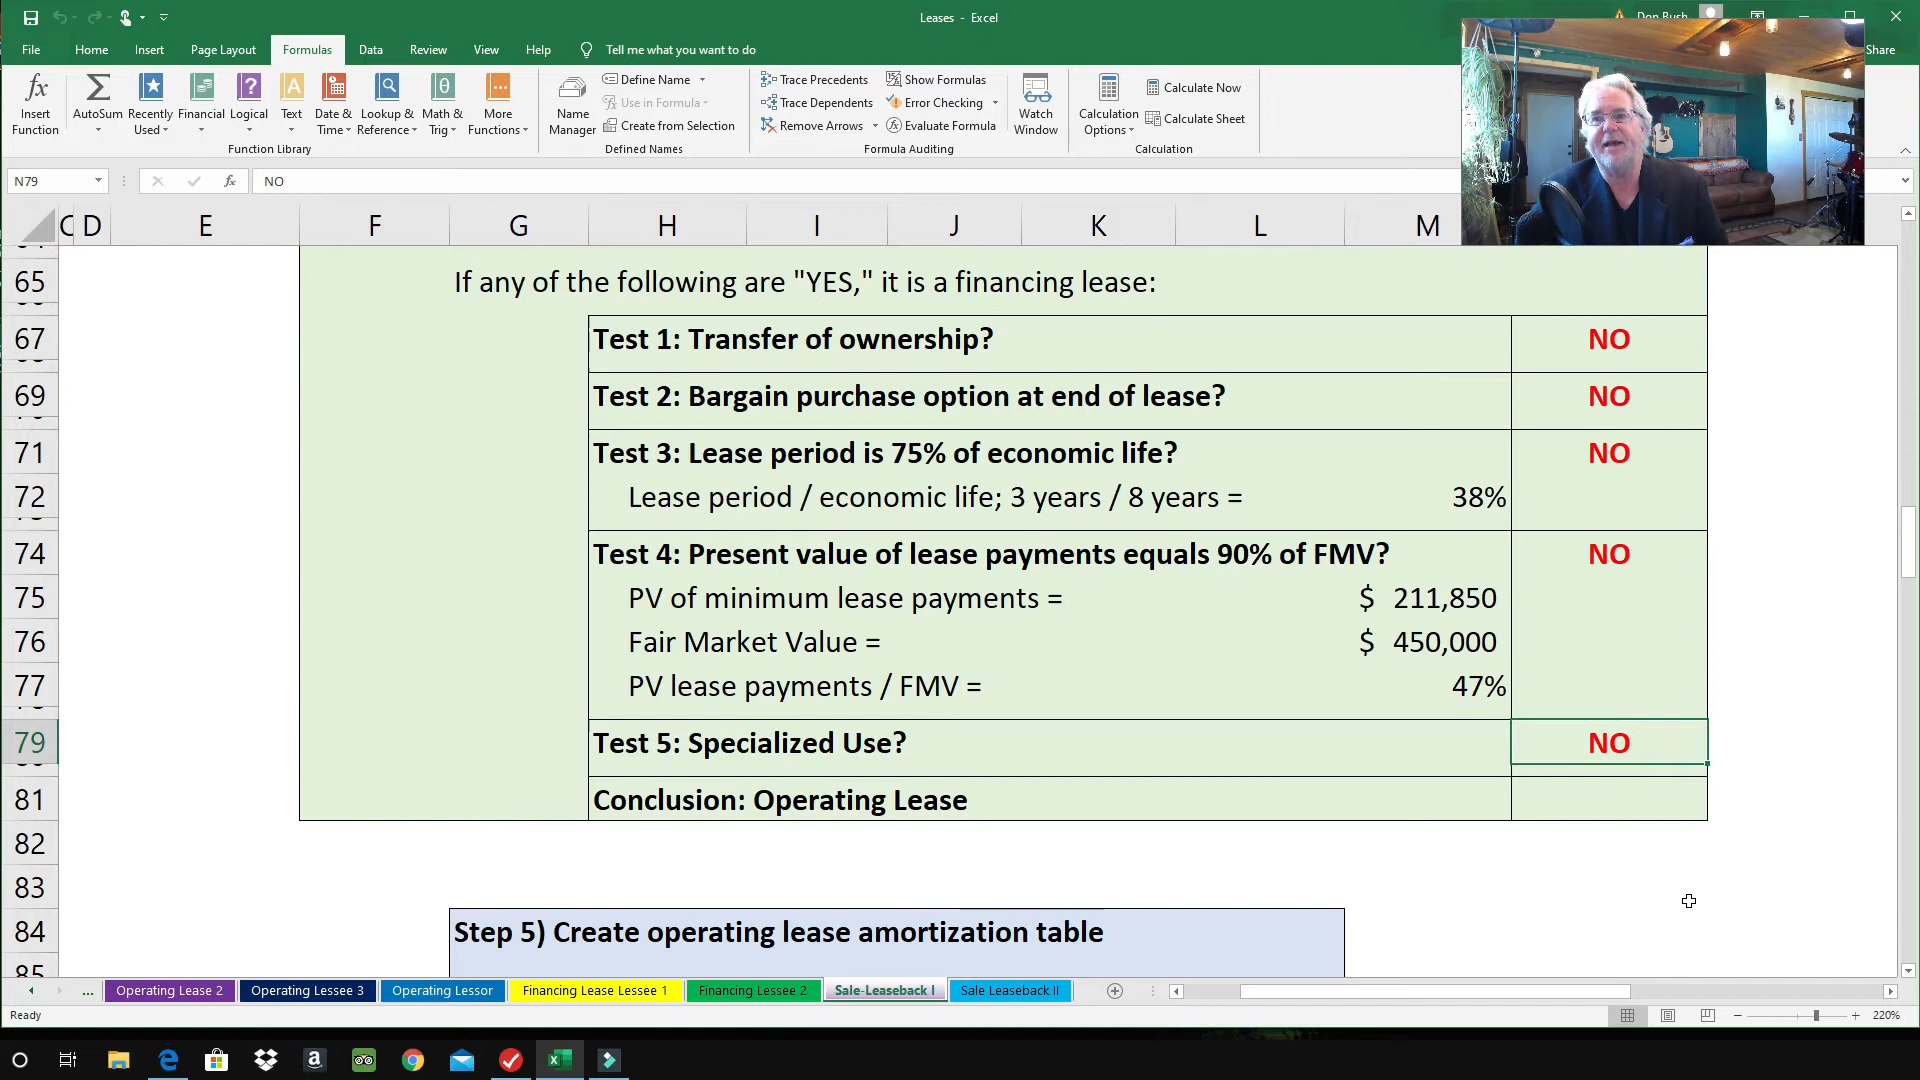 Leases - Excel
Don Bush
File Home Insert Page Layout Formulas Data Review View Help Tell me what you want to do Share
fx Insert Function
Σ AutoSum
Recently Used
Financial
Logical
Text
Date & Time
Lookup & Reference
Math & Trig
More Functions
Function Library
Name Manager
Define Name
Use in Formula
Create from Selection
Defined Names
Trace Precedents
Trace Dependents
Remove Arrows
Show Formulas
Error Checking
Evaluate Formula
Formula Auditing
Watch Window
Calculation Options
Calculate Now
Calculate Sheet
Calculation
N79 fx NO
C D E F G H I J K L M
65 If any of the following are "YES," it is a financing lease:
67 Test 1: Transfer of ownership? NO
69 Test 2: Bargain purchase option at end of lease? NO
71 Test 3: Lease period is 75% of economic life? NO
72 Lease period / economic life; 3 years / 8 years = 38%
74 Test 4: Present value of lease payments equals 90% of FMV? NO
75 PV of minimum lease payments = $ 211,850
76 Fair Market Value = $ 450,000
77 PV lease payments / FMV = 47%
79 Test 5: Specialized Use? NO
81 Conclusion: Operating Lease
82
83
84 Step 5) Create operating lease amortization table
85
... Operating Lease 2 Operating Lessee 3 Operating Lessor Financing Lease Lessee 1 Financing Lessee 2 Sale-Leaseback I Sale Leaseback II
Ready 220%